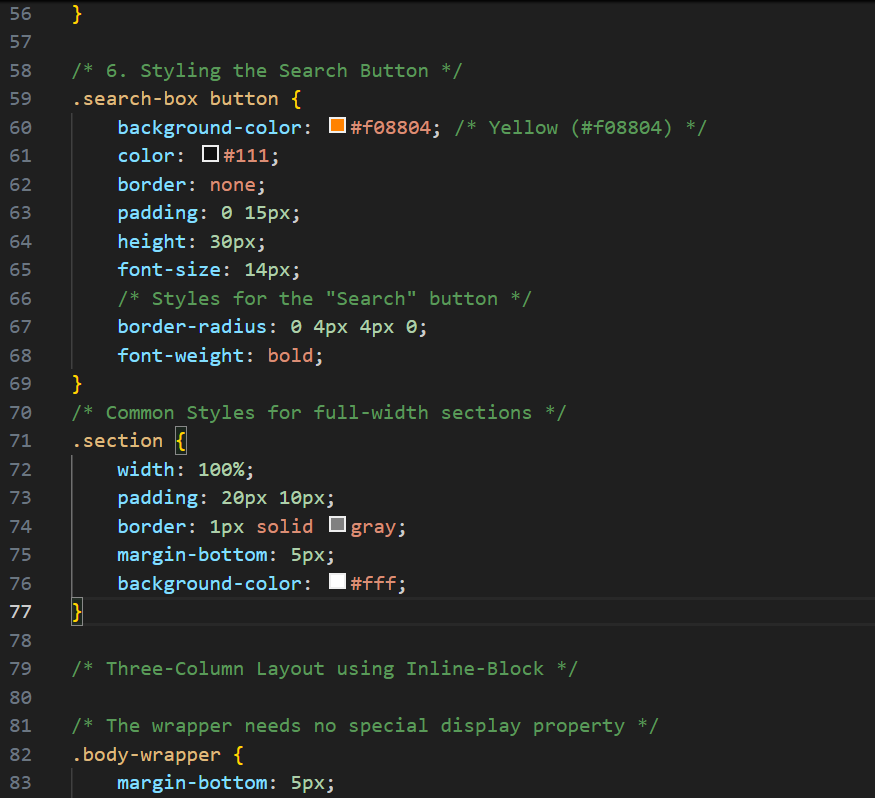 56 }
57
58 /* 6. Styling the Search Button */
59 .search-box button {
60 background-color: #f08804; /* Yellow (#f08804) */
61 color: #111;
62 border: none;
63 padding: 0 15px;
64 height: 30px;
65 font-size: 14px;
66 /* Styles for the "Search" button */
67 border-radius: 0 4px 4px 0;
68 font-weight: bold;
69 }
70 /* Common Styles for full-width sections */
71 .section {
72 width: 100%;
73 padding: 20px 10px;
74 border: 1px solid gray;
75 margin-bottom: 5px;
76 background-color: #fff;
77 }
78
79 /* Three-Column Layout using Inline-Block */
80
81 /* The wrapper needs no special display property */
82 .body-wrapper {
83 margin-bottom: 5px;